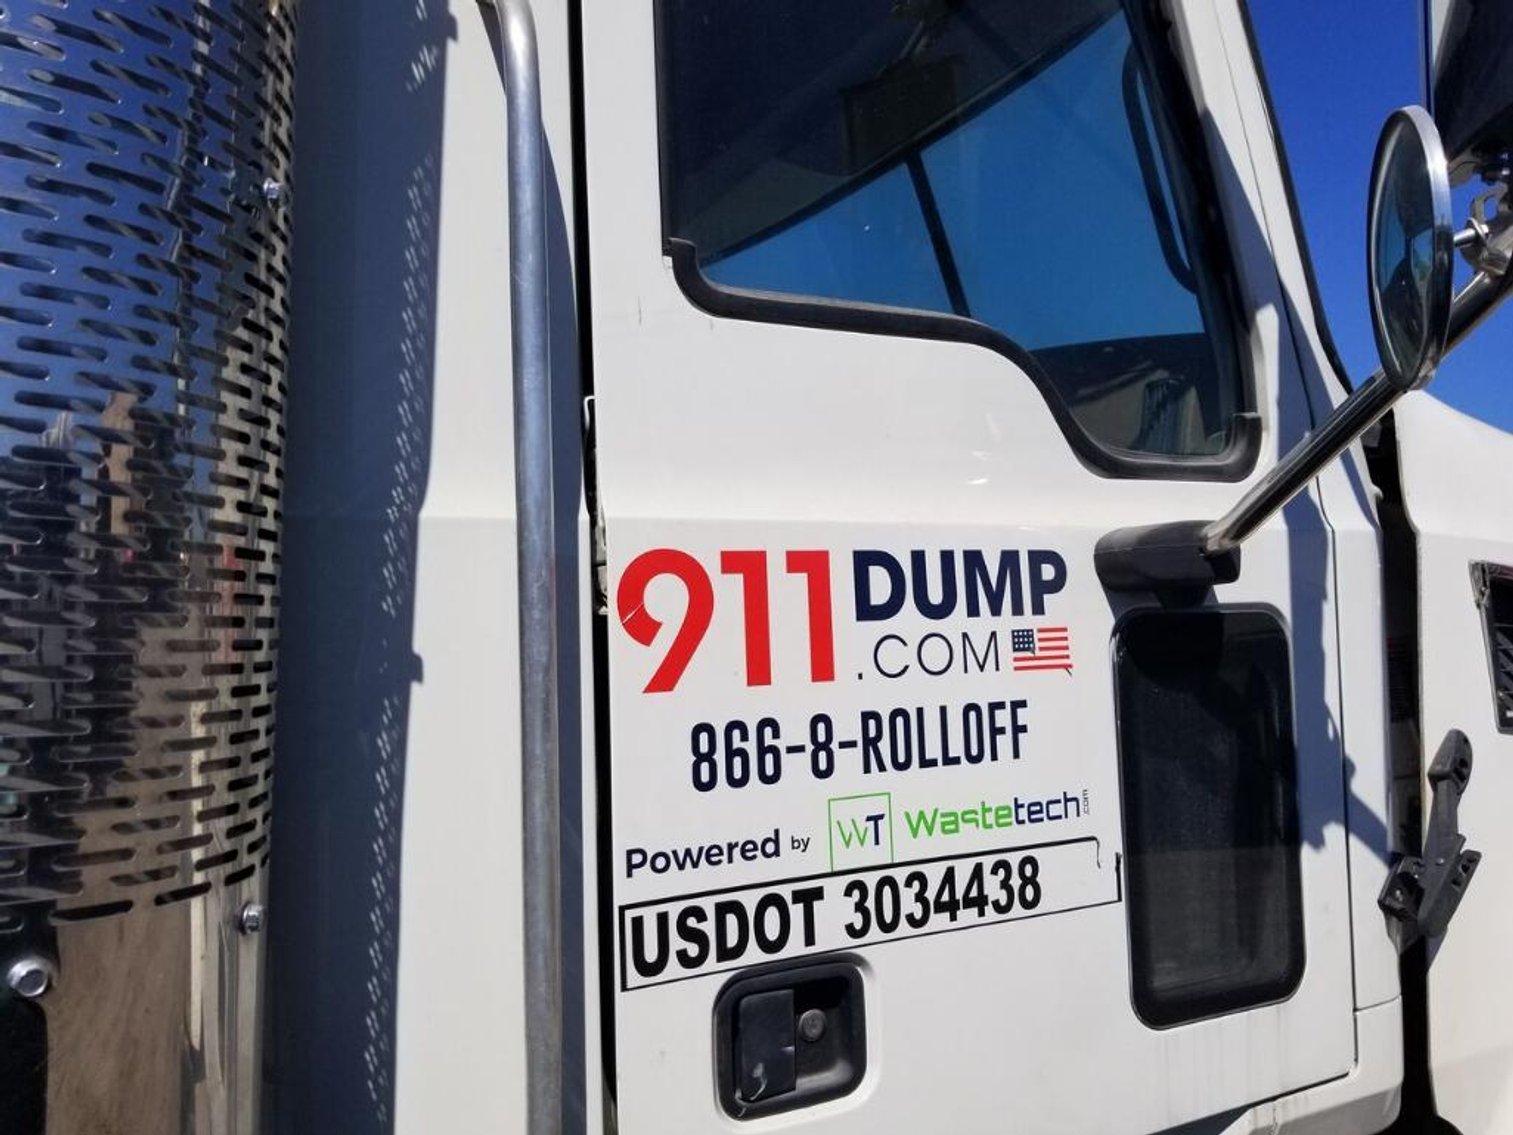 911 DUMP
.COM
866-8-ROLLOFF
Powered by WT Wastetech.com
USDOT 3034438